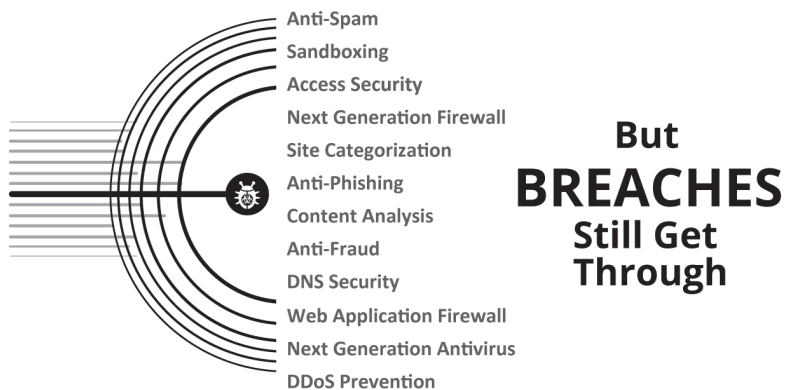 Anti-Spam
Sandboxing
Access Security
Next Generation Firewall
Site Categorization
Anti-Phishing
Content Analysis
Anti-Fraud
DNS Security
Web Application Firewall
Next Generation Antivirus
DDoS Prevention
But
BREACHES
Still Get
Through